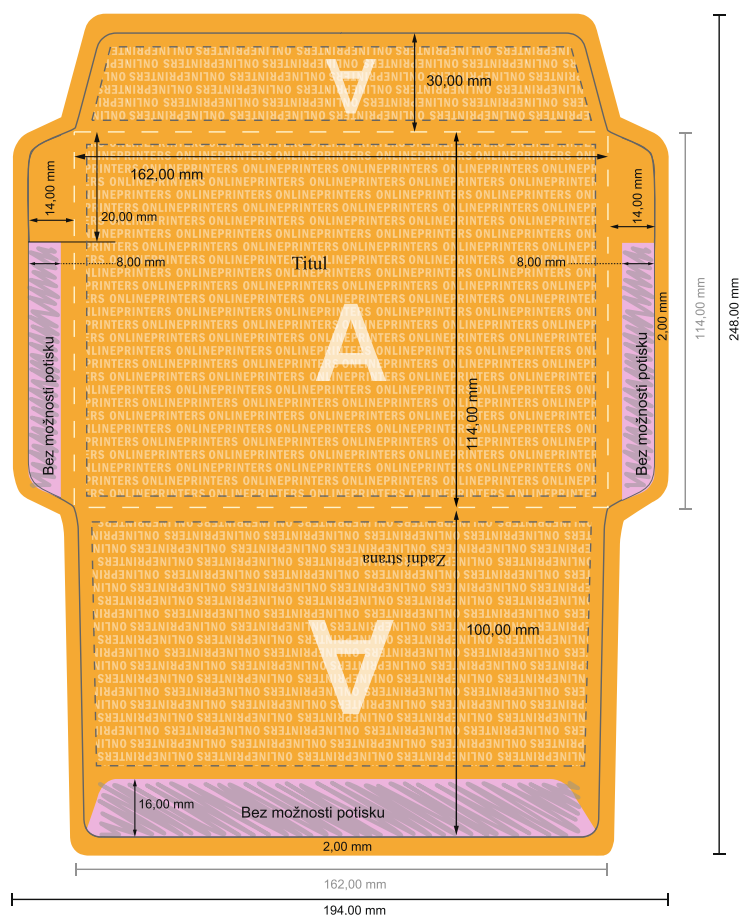 A
30,00 mm
162,00 mm
14,00 mm
14,00 mm
20,00 mm
8,00 mm
8,00 mm
Titul
2,00 mm
114,00 mm
248.00 mm
A
Bez možnosti potisku
Bez možnosti potisku
114,00 mm
Zadní strana
100,00 mm
A
16,00 mm
Bez možnosti potisku
2,00 mm
162,00 mm
194.00 mm
ONLINEPRINTERS ONLINEPRINTERS ONLINEPRINTERS ONLINEPRINTERS